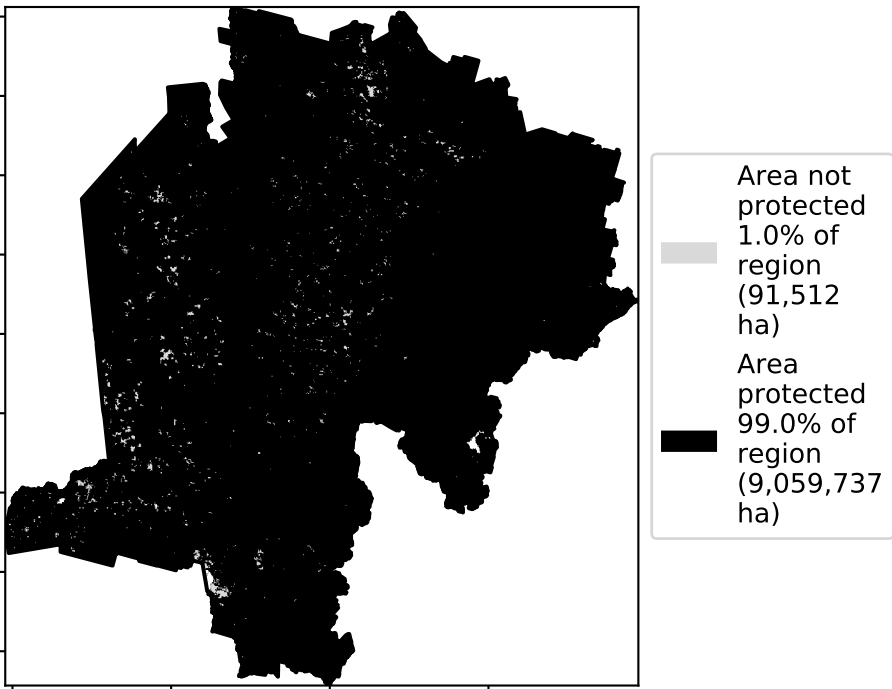 Area not
protected
1.0% of
region
(91,512
ha)
Area
protected
99.0% of
region
(9,059,737
ha)